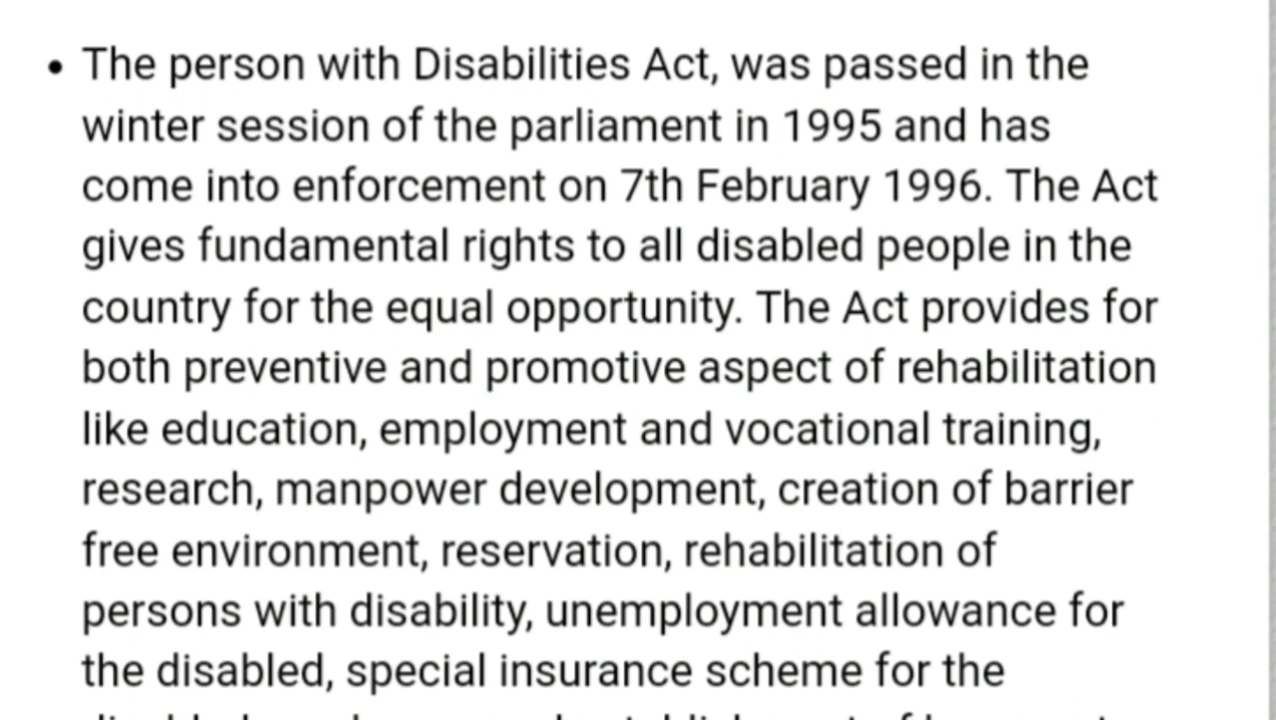 • The person with Disabilities Act, was passed in the
winter session of the parliament in 1995 and has
come into enforcement on 7th February 1996. The Act
gives fundamental rights to all disabled people in the
country for the equal opportunity. The Act provides for
both preventive and promotive aspect of rehabilitation
like education, employment and vocational training,
research, manpower development, creation of barrier
free environment, reservation, rehabilitation of
persons with disability, unemployment allowance for
the disabled, special insurance scheme for the